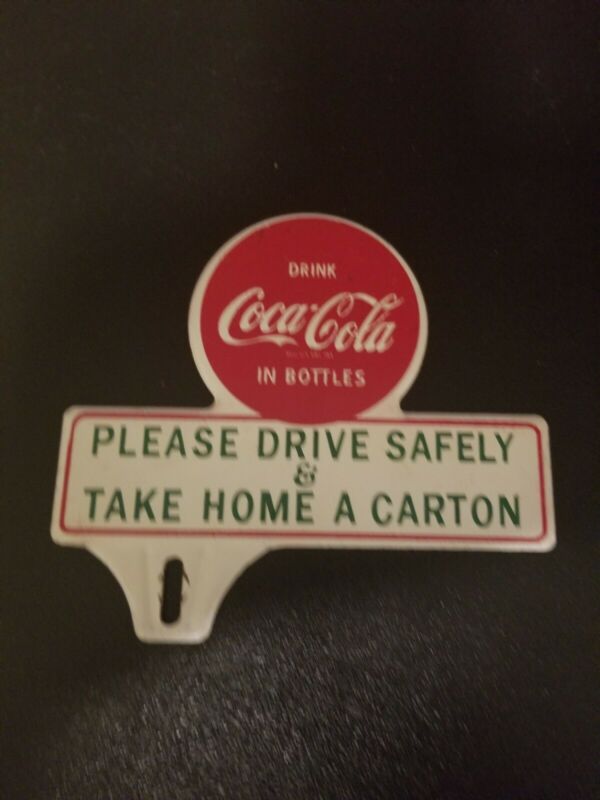 DRINK
Coca-Cola
IN BOTTLES
PLEASE DRIVE SAFELY
&
TAKE HOME A CARTON